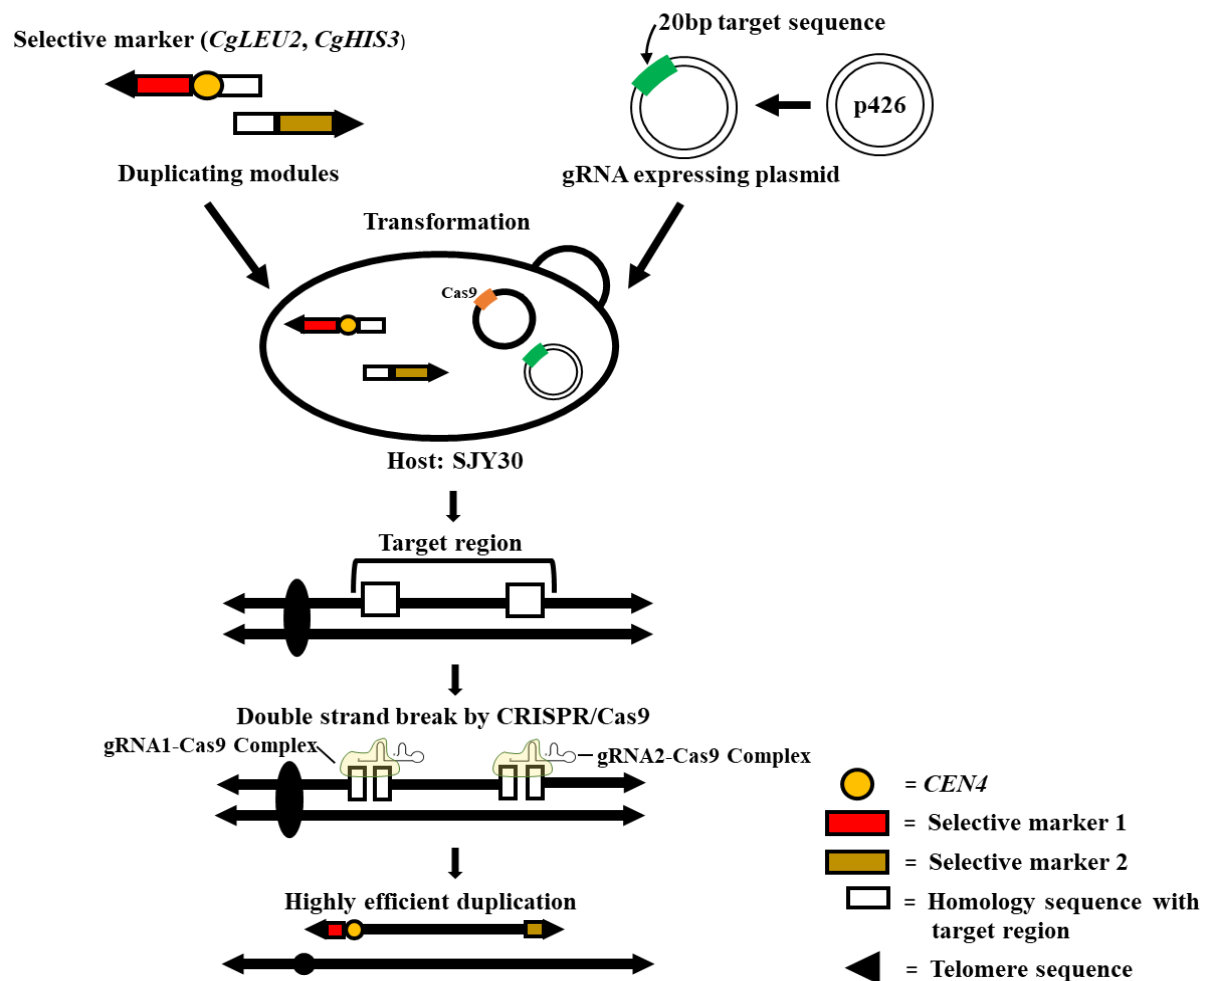 20bp target sequence
Selective marker (CgLEU2, CgHIS3)
p426
Duplicating modules
gRNA expressing plasmid
Transformation
Cas9
Host: SJY30
Target region
Double strand break by CRISPR/Cas9
gRNA1-Cas9 Complex
gRNA2-Cas9 Complex
= CEN4
= Selective marker 1
= Selective marker 2
Highly efficient duplication
= Homology sequence with
target region
= Telomere sequence